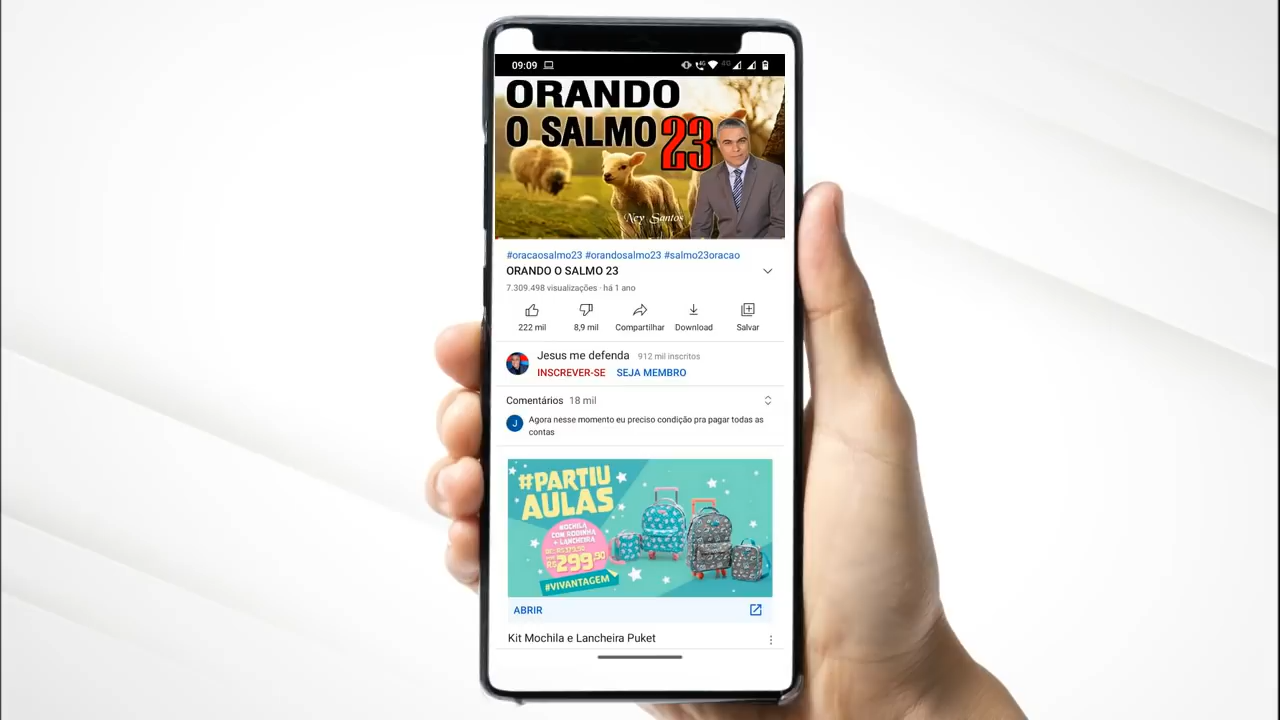 09:09
4G
ORANDO
O SALMO 23
Ney Santos
#oracaosalmo23 #orandosalmo23 #salmo23oracao
ORANDO O SALMO 23
7.309.498 visualizações · há 1 ano
222 mil
8,9 mil
Compartilhar
Download
Salvar
Jesus me defenda 912 mil inscritos
INSCREVER-SE SEJA MEMBRO
Comentários 18 mil
J
Agora nesse momento eu preciso condição pra pagar todas as
contas
#PARTIU
AULAS
MOCHILA
COM RODINHA
+ LANCHEIRA
R$299,90
#VIVANTAGEM
ABRIR
Kit Mochila e Lancheira Puket